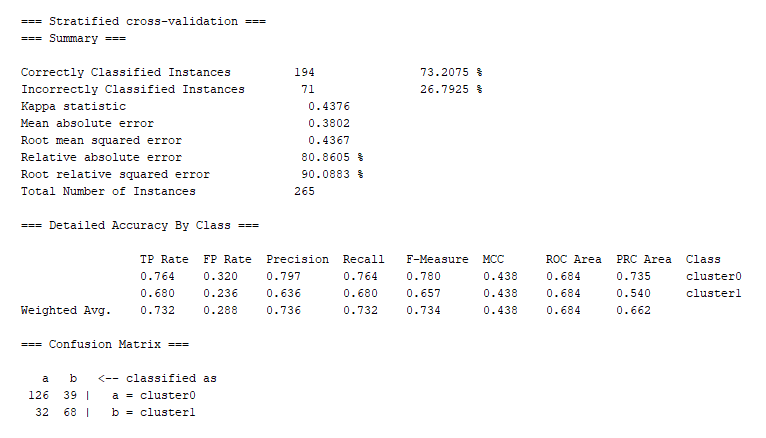 === Stratified cross-validation ===
=== Summary ===
Correctly Classified Instances 194 73.2075 %
Incorrectly Classified Instances 71 26.7925 %
Kappa statistic 0.4376
Mean absolute error 0.3802
Root mean squared error 0.4367
Relative absolute error 80.8605 %
Root relative squared error 90.0883 %
Total Number of Instances 265
=== Detailed Accuracy By Class ===
TP Rate FP Rate Precision Recall F-Measure MCC ROC Area PRC Area Class
0.764 0.320 0.797 0.764 0.780 0.438 0.684 0.735 cluster0
0.680 0.236 0.636 0.680 0.657 0.438 0.684 0.540 cluster1
Weighted Avg. 0.732 0.288 0.736 0.732 0.734 0.438 0.684 0.662
=== Confusion Matrix ===
a b <-- classified as
126 39 | a = cluster0
32 68 | b = cluster1